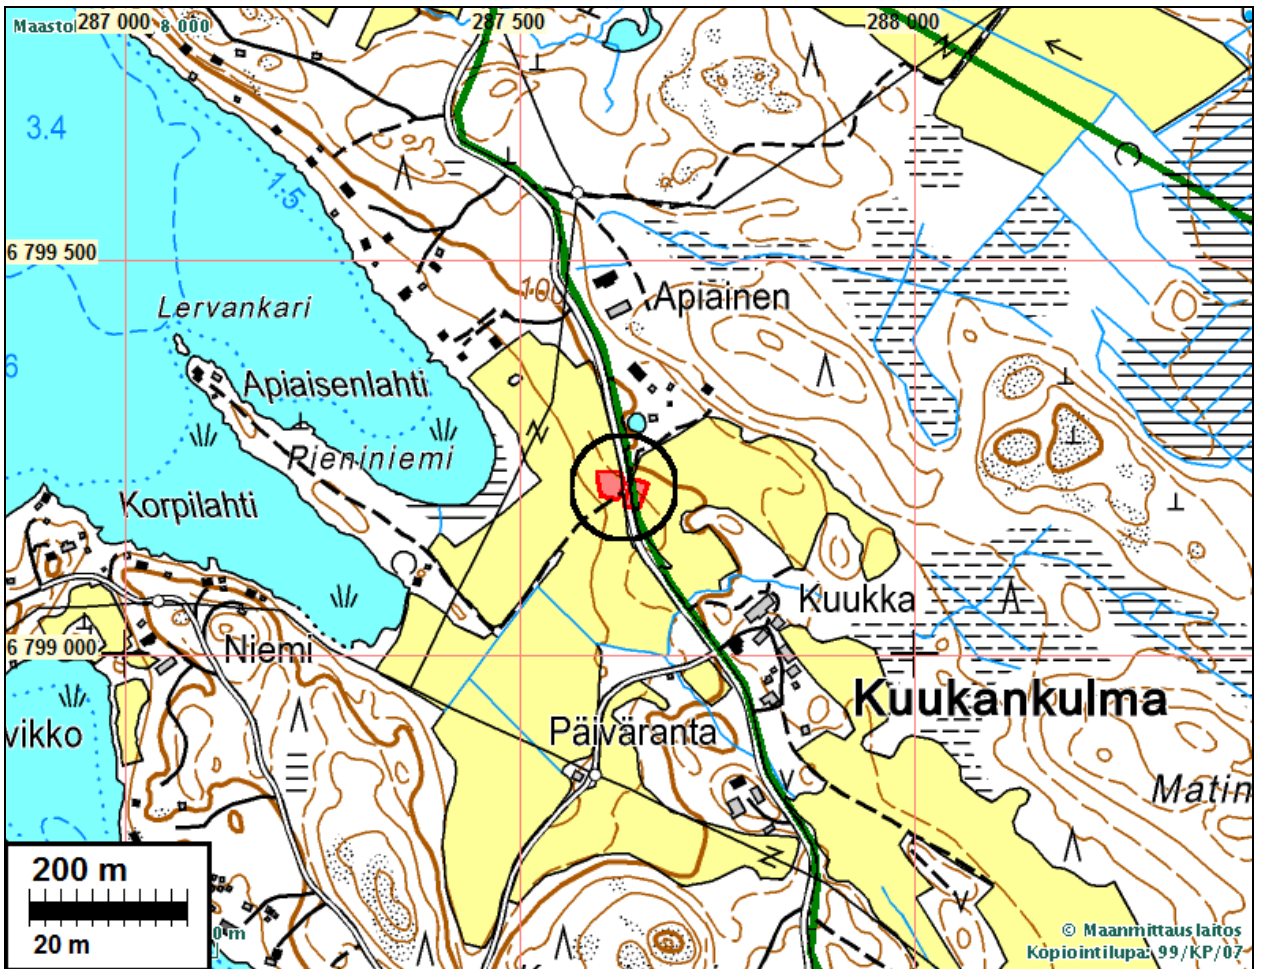 Maastoka
8 000
287 000
287 500
288 000
3.4
1.5
6 799 500
100
Apiainen
Lervankari
6
Apiaisenlahti
Pieniniemi
Korpilahti
Kuukka
6 799 000
Niemi
Kuukankulma
vikko
Päiväranta
Matin
200 m
20 m
0 m
© Maanmittauslaitos
Kopiointilupa: 99/KP/07